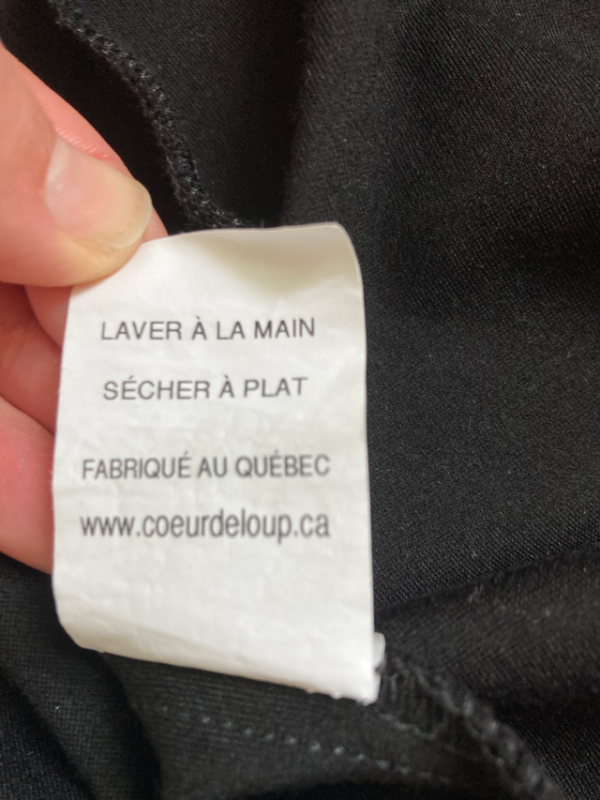 LAVER À LA MAIN
SÉCHER À PLAT
FABRIQUÉ AU QUÉBEC
www.coeurdeloup.ca